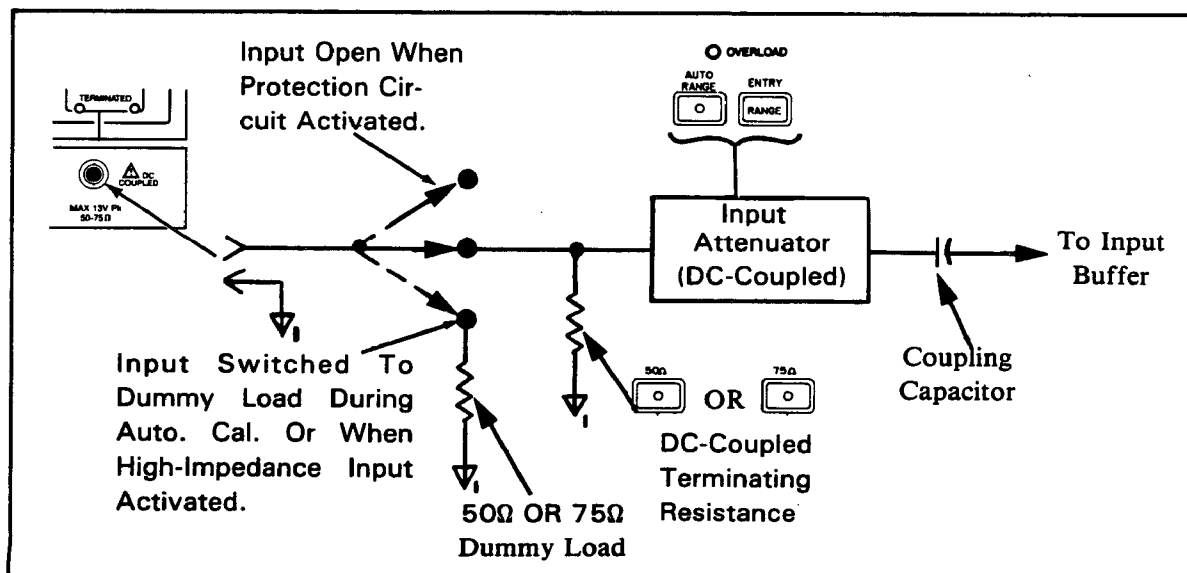 Input Open When
Protection Cir-
cuit Activated.
OVERLOAD
AUTO
RANGE
ENTRY
RANGE
TERMINATED
DC
COUPLED
MAX 13V Pk
50-75Ω
Input
Attenuator
(DC-Coupled)
To Input
Buffer
Coupling
Capacitor
Input Switched To
Dummy Load During
Auto. Cal. Or When
High-Impedance Input
Activated.
50Ω
OR
75Ω
DC-Coupled
Terminating
Resistance
50Ω OR 75Ω
Dummy Load